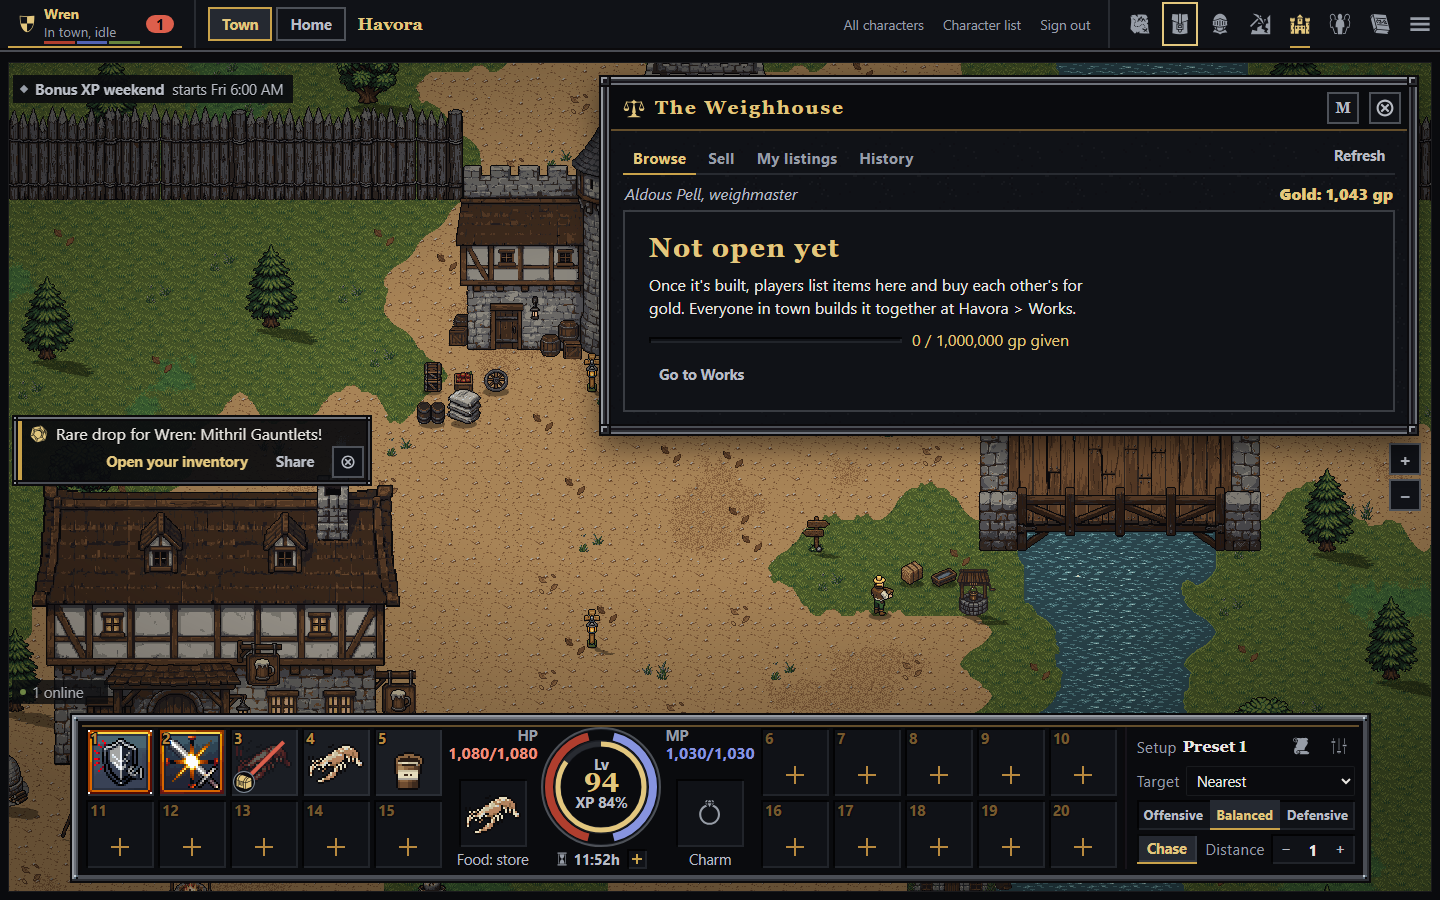 Wren
In town, idle
1
Town
Home
Havora
All characters
Character list
Sign out
Bonus XP weekend starts Fri 6:00 AM
The Weighhouse
M
Browse
Sell
My listings
History
Refresh
Aldous Pell, weighmaster
Gold: 1,043 gp
Not open yet
Once it's built, players list items here and buy each other's for
gold. Everyone in town builds it together at Havora > Works.
0 / 1,000,000 gp given
Go to Works
Rare drop for Wren: Mithril Gauntlets!
Open your inventory
Share
+
−
1 online
1
2
3
4
5
HP
1,080/1,080
Lv
94
XP 84%
MP
1,030/1,030
6
7
8
9
10
11
12
13
14
15
Food: store
11:52h
+
Charm
16
17
18
19
20
Setup Preset 1
Target Nearest
Offensive
Balanced
Defensive
Chase
Distance
− 1 +